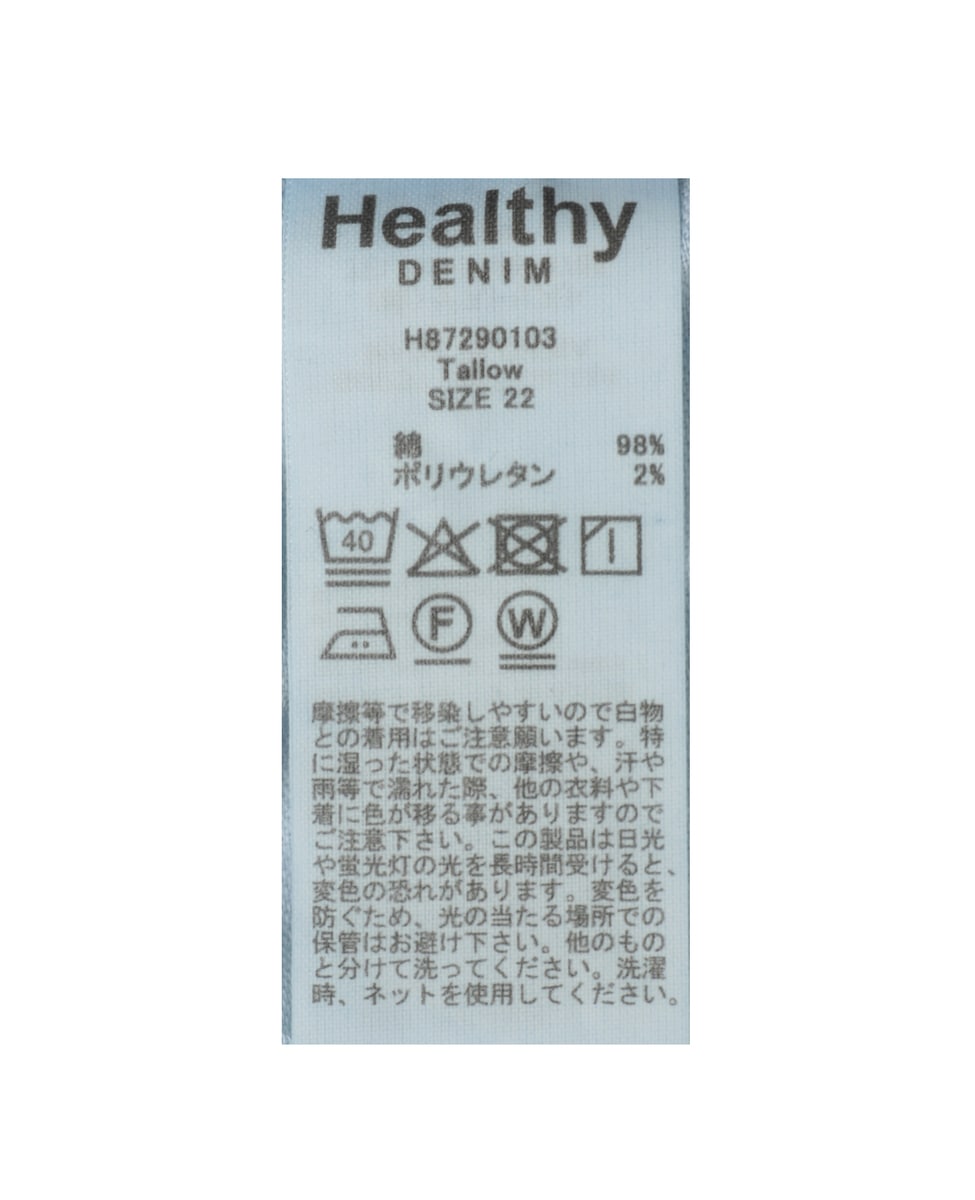 Healthy
DENIM
H87290103
Tallow
SIZE 22
綿 98%
ポリウレタン 2%
40
F W
摩擦等で移染しやすいので白物
との着用はご注意願います。特
に湿った状態での摩擦や、汗や
雨等で濡れた際、他の衣料や下
着に色が移る事がありますので
ご注意下さい。この製品は日光
や蛍光灯の光を長時間受けると、
変色の恐れがあります。変色を
防ぐため、光の当たる場所での
保管はお避け下さい。他のもの
と分けて洗ってください。洗濯
時、ネットを使用してください。